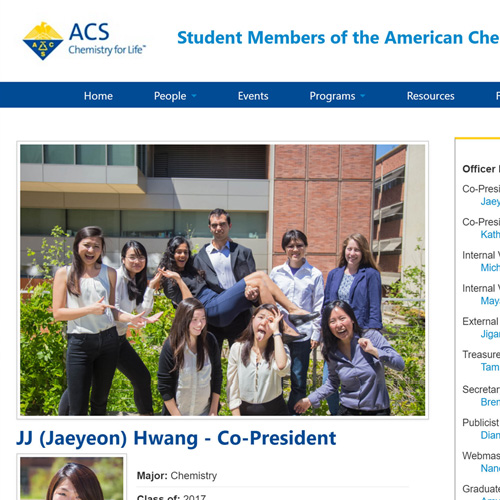 ACS
Chemistry for Life™
A C S
Student Members of the American Che
Home People Events Programs Resources
Officer
Co-Presi
Jaey
Co-Presi
Kath
Internal V
Mich
Internal V
Maya
External
Jiga
Treasure
Tam
Secretar
Bren
Publicist
Dian
Webmas
Nanc
Graduate
JJ (Jaeyeon) Hwang - Co-President
Major: Chemistry
Class of: 2017